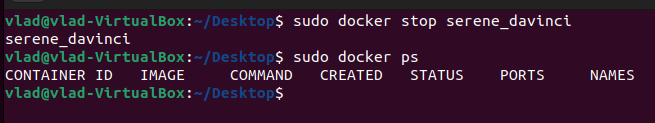 vlad@vlad-VirtualBox:~/Desktop$ sudo docker stop serene_davinci
serene_davinci
vlad@vlad-VirtualBox:~/Desktop$ sudo docker ps
CONTAINER ID   IMAGE     COMMAND   CREATED   STATUS    PORTS     NAMES
vlad@vlad-VirtualBox:~/Desktop$